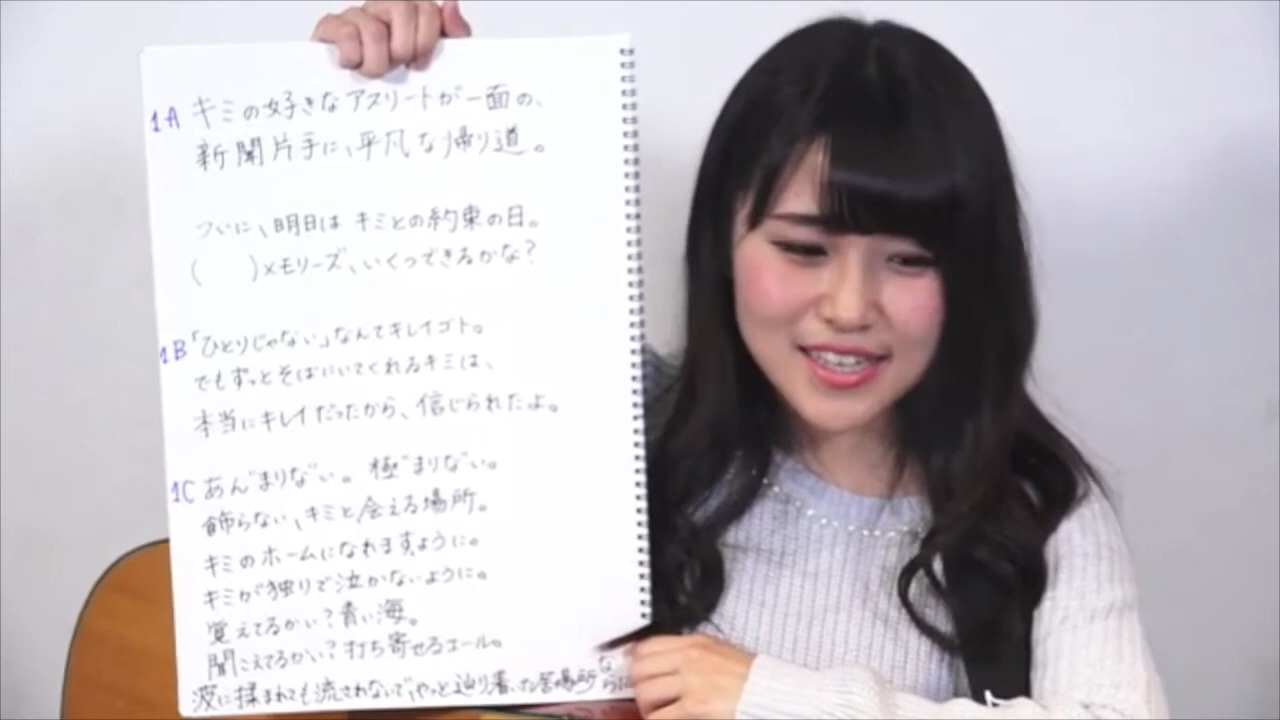 1A キミの好きなアスリートが一面の、
新聞片手に、平凡な帰り道。
ついに、明日は キミとの約束の日。
( )メモリーズ、いくつできるかな?
1B 「ひとりじゃない」なんてキレイゴト。
でもずっとそばにいてくれるキミは、
本当にキレイだったから、信じられたよ。
1C あんまりない。極まりない。
飾らない、キミと会える場所。
キミのホームになれますように。
キミが独りで泣かないように。
覚えてるかい?青い海。
聞こえてるかい?打ち寄せるエール。
波に揉まれても流されないで、やっと辿り着いた居場所なら